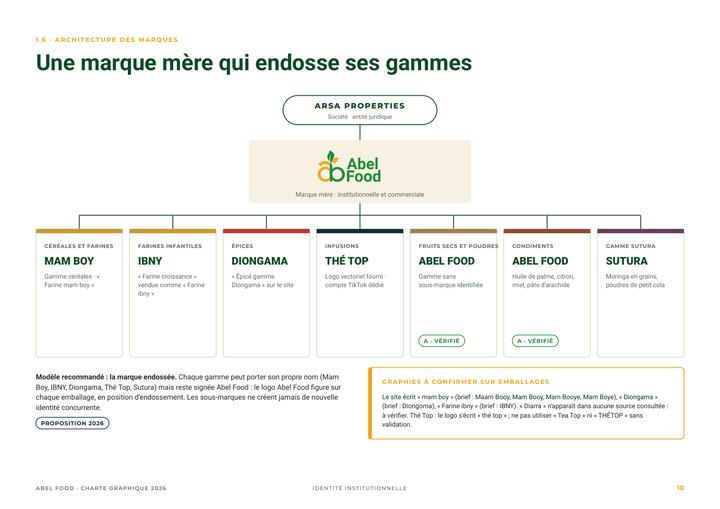 1.6 · ARCHITECTURE DES MARQUES
Une marque mère qui endosse ses gammes
ARSA PROPERTIES
Société · entité juridique
Abel
Food
Marque mère · institutionnelle et commerciale
CÉRÉALES ET FARINES
MAM BOY
Gamme céréales · «
Farine mam boy »
FARINES INFANTILES
IBNY
« Farine croissance »
vendue comme « Farine
ibny »
ÉPICES
DIONGAMA
« Épicé gamme
Diongama » sur le site
INFUSIONS
THÉ TOP
Logo vectoriel fourni ·
compte TikTok dédié
FRUITS SECS ET POUDRES
ABEL FOOD
Gamme sans
sous-marque identifiée
A - VÉRIFIÉ
CONDIMENTS
ABEL FOOD
Huile de palme, citron,
miel, pâte d'arachide
A - VÉRIFIÉ
GAMME SUTURA
SUTURA
Moringa en grains,
poudres de petit cola
Modèle recommandé : la marque endossée. Chaque gamme peut porter son propre nom (Mam
Boy, IBNY, Diongama, Thé Top, Sutura) mais reste signée Abel Food : le logo Abel Food figure sur
chaque emballage, en position d'endossement. Les sous-marques ne créent jamais de nouvelle
identité concurrente.
PROPOSITION 2026
GRAPHIES À CONFIRMER SUR EMBALLAGES
Le site écrit « mam boy » (brief : Maam Booy, Mam Booy, Mam Booye, Mam Boye), « Diongama »
(brief : Diongama), « Farine ibny » (brief : IBNY). « Diarra » n'apparaît dans aucune source consultée :
à vérifier. Thé Top : le logo s'écrit « thé top » ; ne pas utiliser « Tea Top » ni « THÉTOP » sans
validation.
ABEL FOOD · CHARTE GRAPHIQUE 2026
IDENTITÉ INSTITUTIONNELLE
10